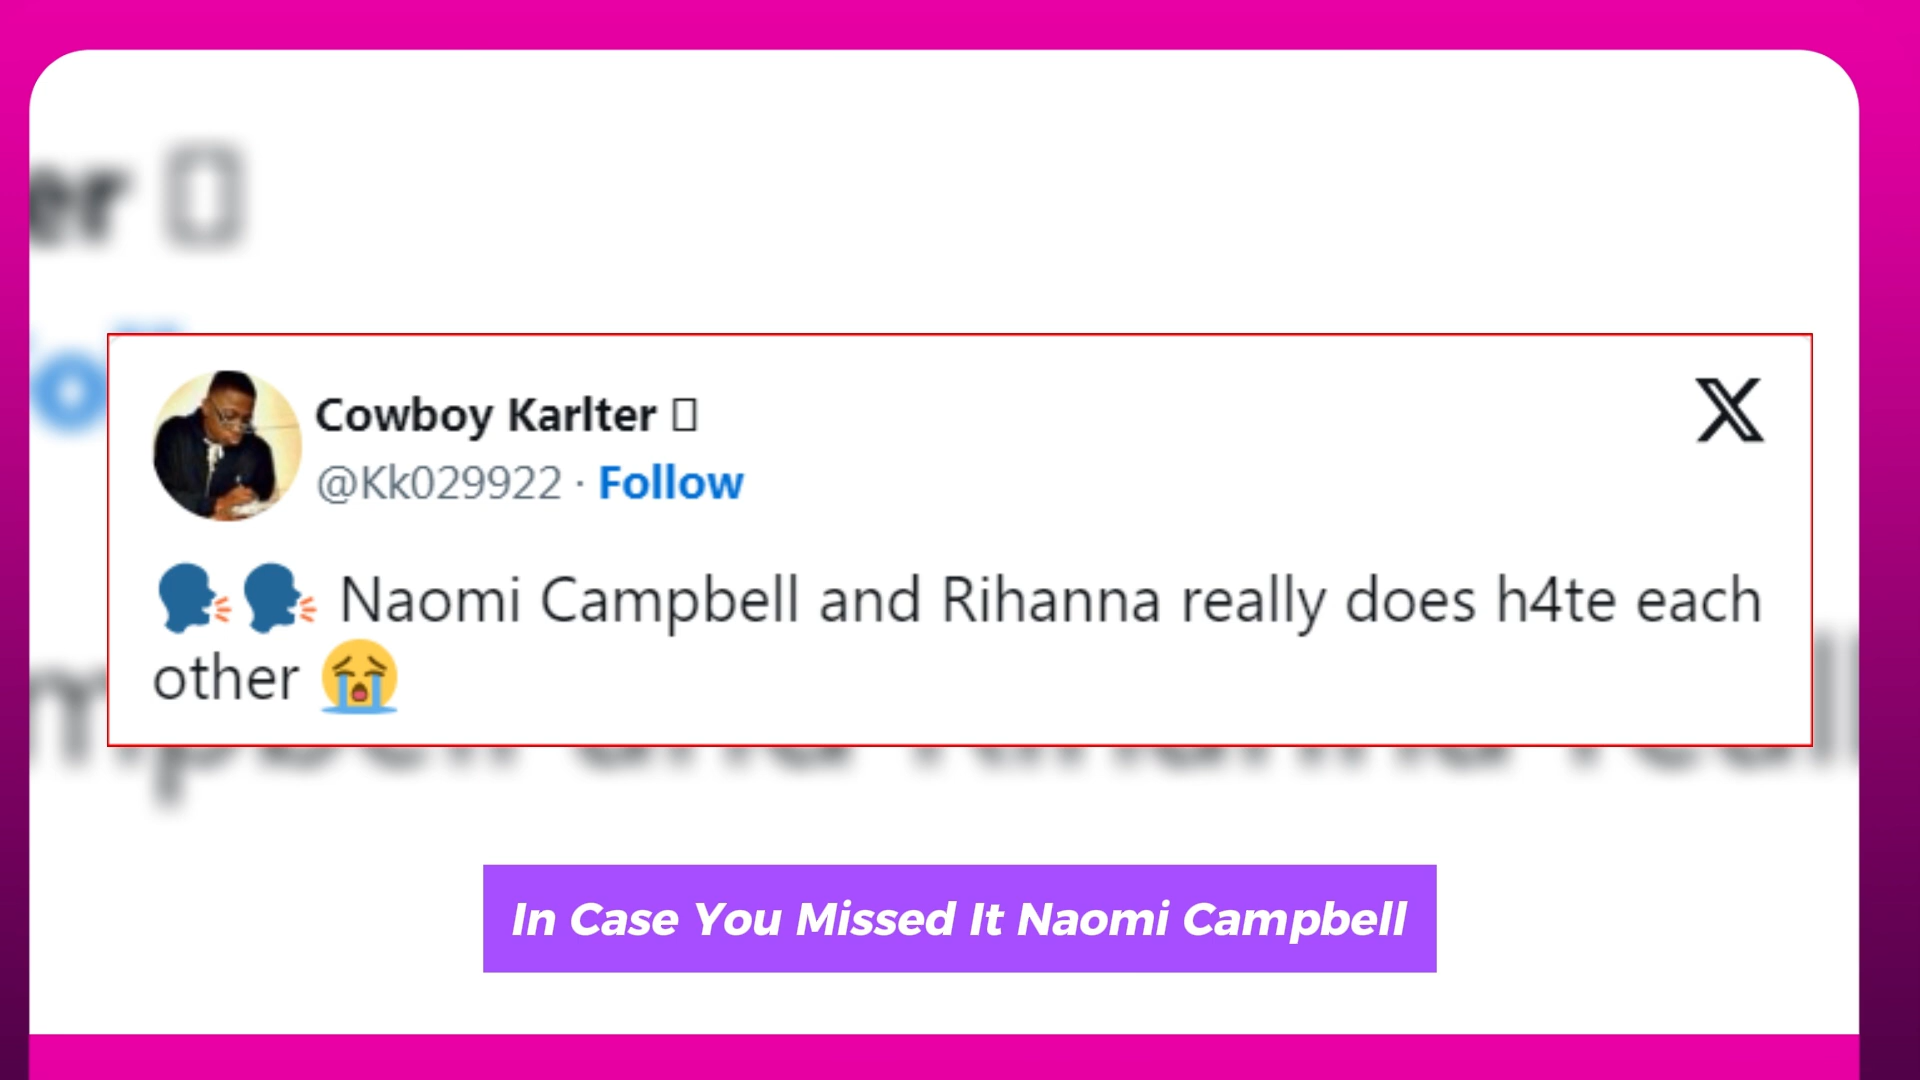 er
Cowboy Karlter
@Kk029922 · Follow
🗣️🗣️ Naomi Campbell and Rihanna really does h4te each
other 😭
In Case You Missed It Naomi Campbell